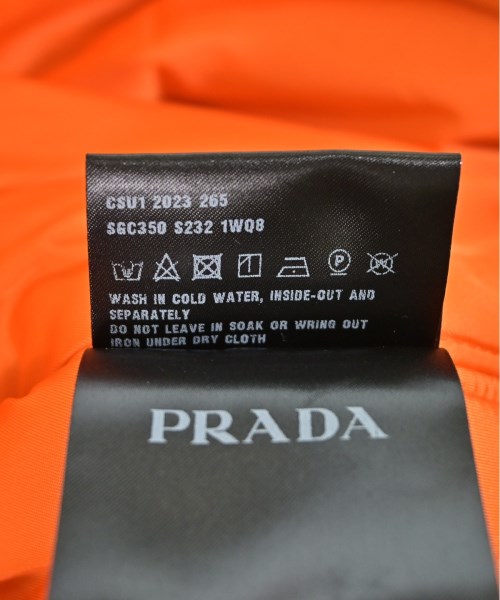 CSU1 2023 265
SGC350 S232 1WQ8
P
WASH IN COLD WATER, INSIDE-OUT AND
SEPARATELY
DO NOT LEAVE IN SOAK OR WRING OUT
IRON UNDER DRY CLOTH
PRADA